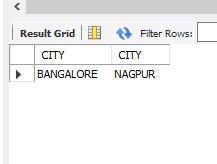 Result Grid Filter Rows:
CITY CITY
BANGALORE NAGPUR